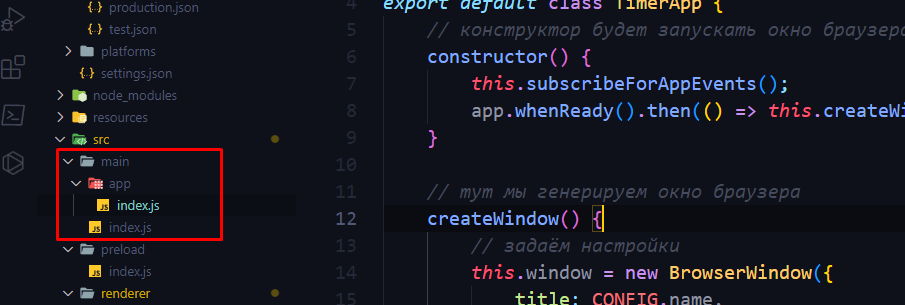 production.json
test.json
platforms
settings.json
node_modules
resources
src
main
app
index.js
index.js
preload
index.js
renderer
4 export default class TimerApp {
5 // конструктор будет запускать окно браузера
6 constructor() {
7 this.subscribeForAppEvents();
8 app.whenReady().then(() => this.createWi
9 }
10
11 // тут мы генерируем окно браузера
12 createWindow() {
13 // задаём настройки
14 this.window = new BrowserWindow({
15 title: CONFIG.name,